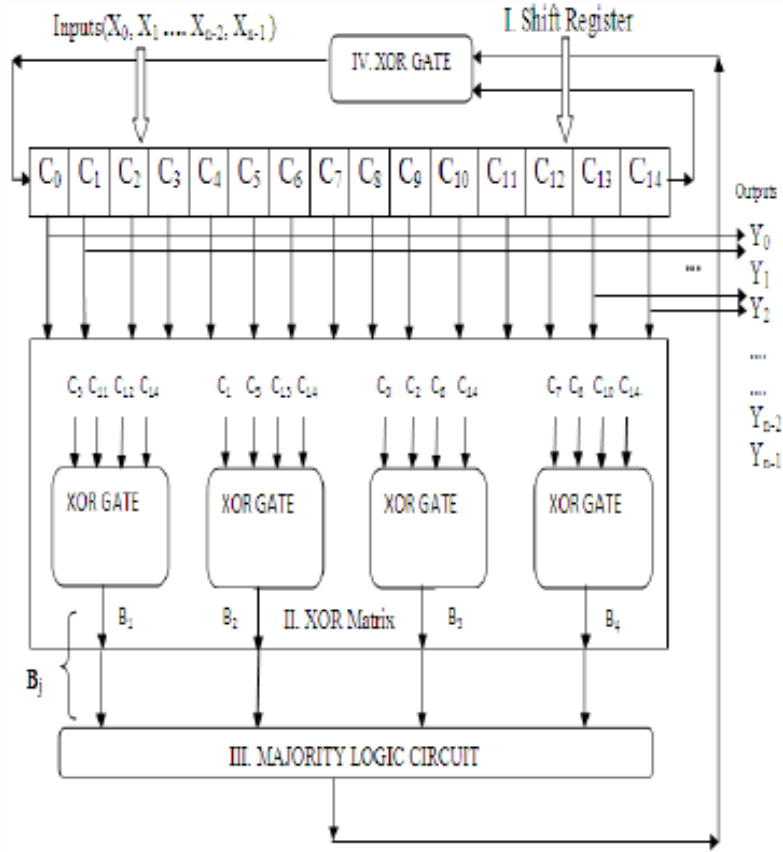 Inputs(X₀, X₁ .... Xₙ₋₂, Xₙ₋₁)
I. Shift Register
IV. XOR GATE
C₀ C₁ C₂ C₃ C₄ C₅ C₆ C₇ C₈ C₉ C₁₀ C₁₁ C₁₂ C₁₃ C₁₄
Outputs
Y₀
... Y₁
Y₂
....
....
Yₙ₋₂
Yₙ₋₁
C₃ C₁₁ C₁₂ C₁₄
C₁ C₅ C₁₃ C₁₄
C₀ C₂ C₆ C₁₄
C₇ C₈ C₁₀ C₁₄
XOR GATE XOR GATE XOR GATE XOR GATE
B₁ B₂ B₃ B₄
II. XOR Matrix
Bⱼ
III. MAJORITY LOGIC CIRCUIT